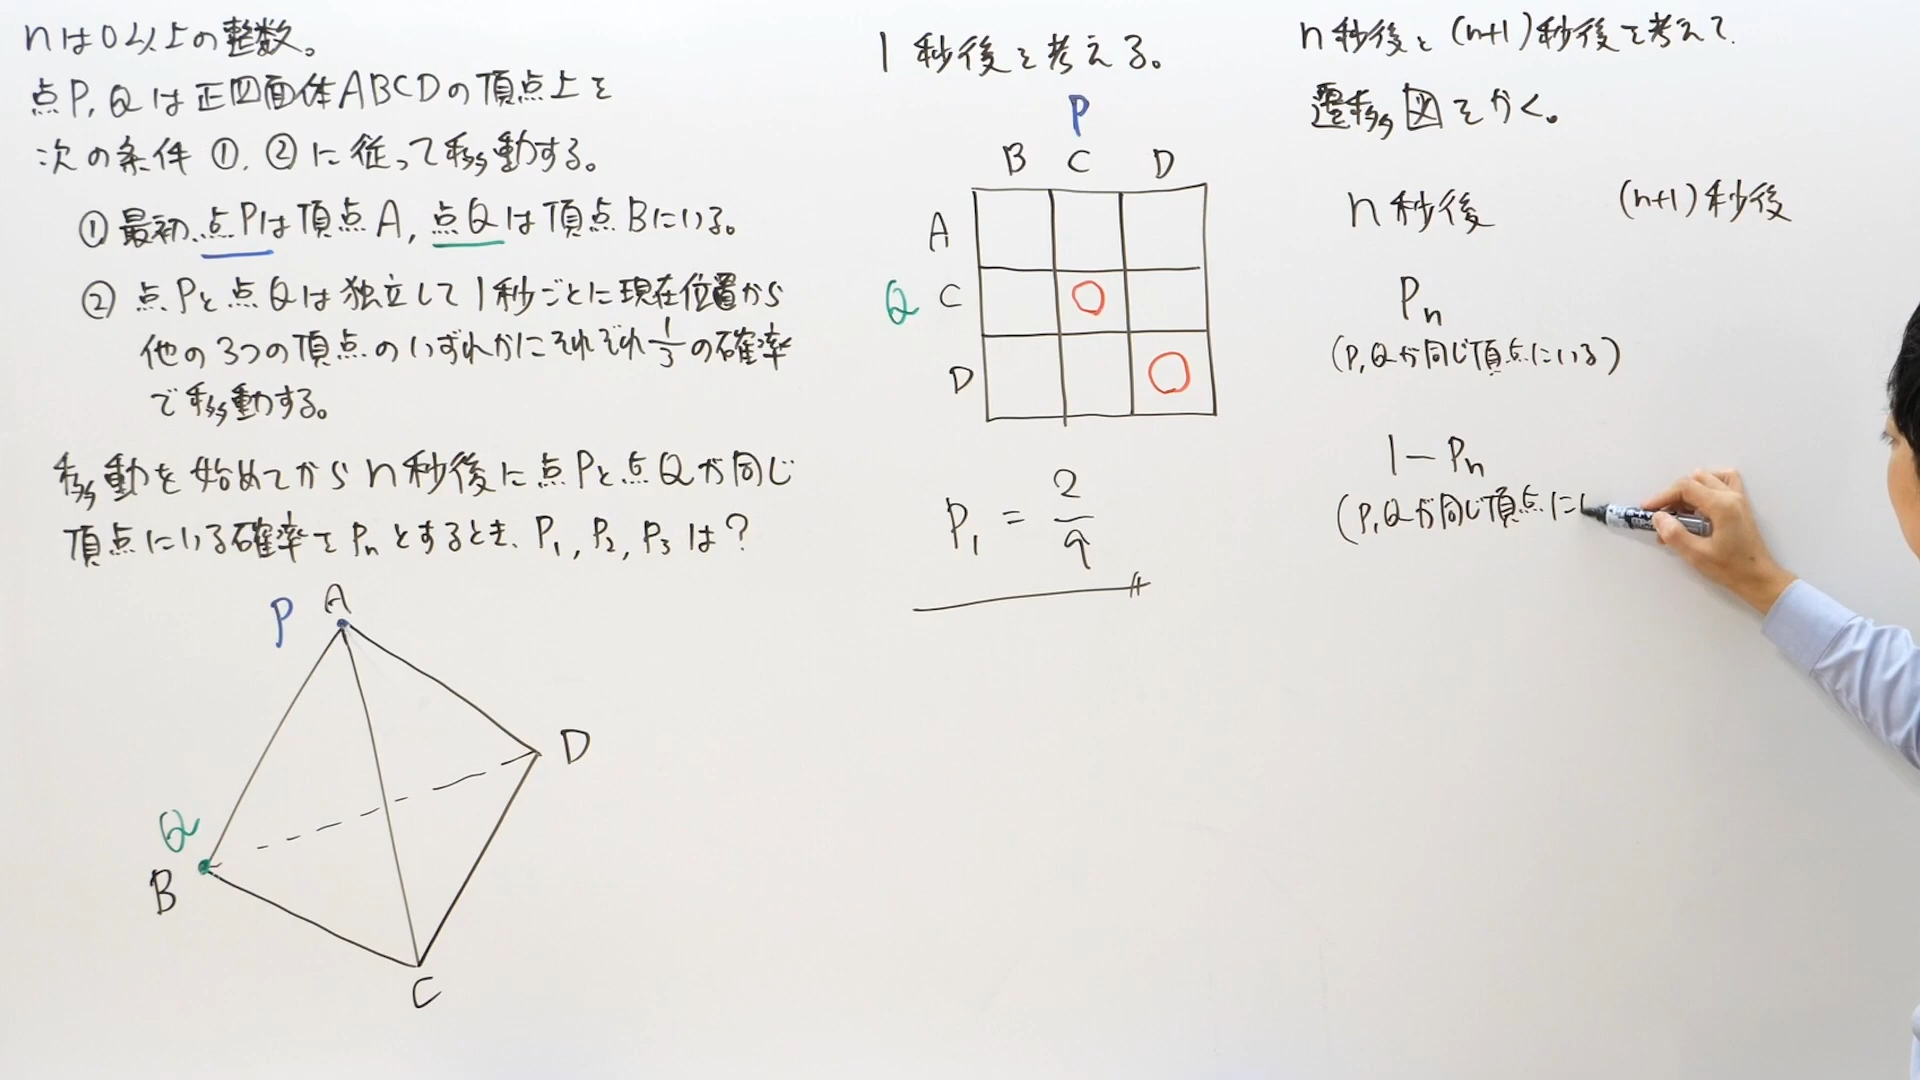 nは0以上の整数。
点P,Qは正四面体ABCDの頂点上を
次の条件①,②に従って移動する。
①最初、点Pは頂点A,点Qは頂点Bにいる。
②点Pと点Qは独立して1秒ごとに現在位置から
他の3つの頂点のいずれかにそれぞれ1/3の確率
で移動する。
移動を始めてからn秒後に点Pと点Qが同じ
頂点にいる確率をPnとするとき、P1,P2,P3は?
P A
D
Q
B
C
1秒後を考える。
P
B C D
A
Q C
D
P1 = 2/9
n秒後と(n+1)秒後を考えて、
遷移図をかく。
n秒後 (n+1)秒後
Pn
(P,Qが同じ頂点にいる)
1-Pn
(P,Qが同じ頂点にい